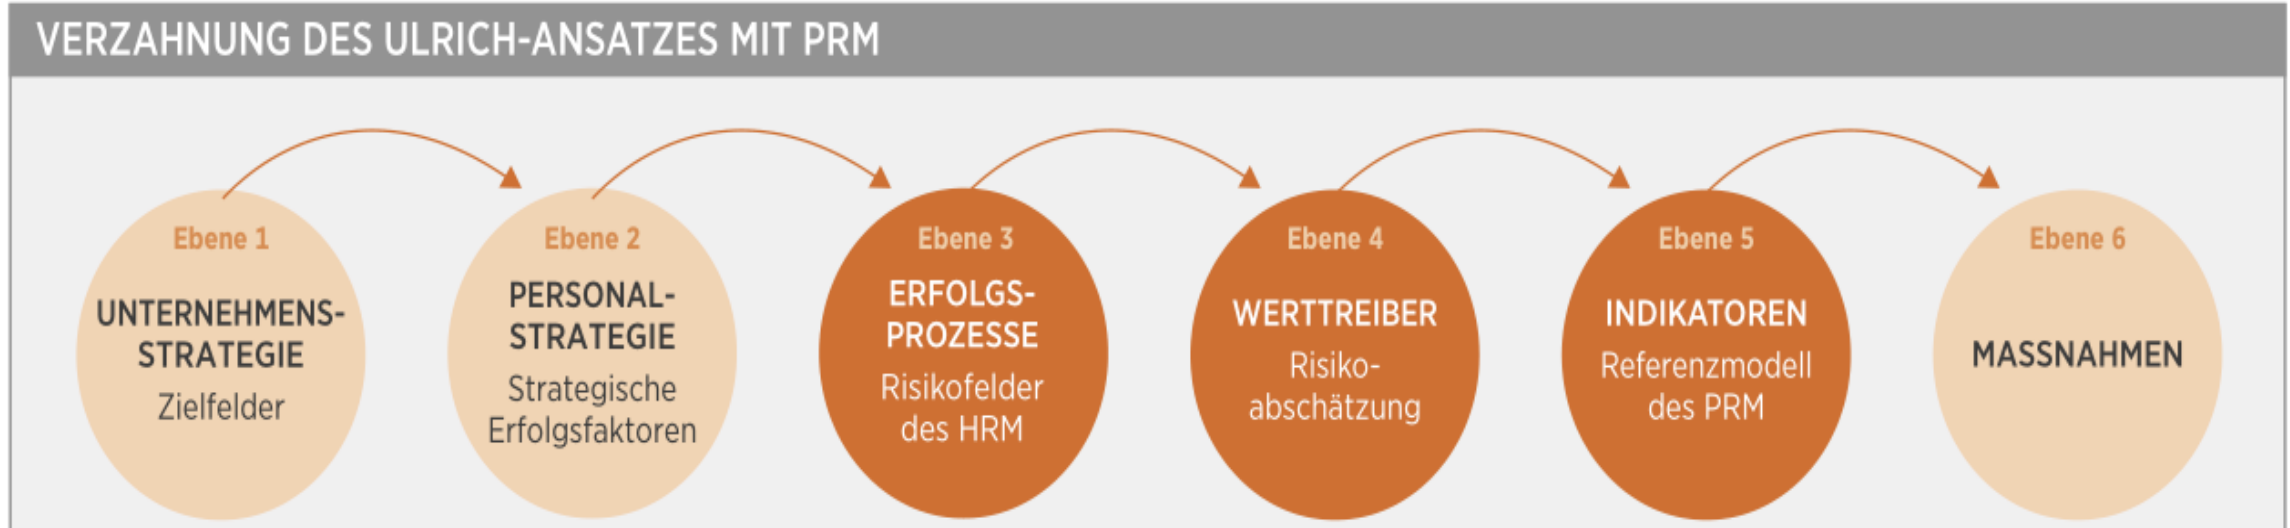 VERZAHNUNG DES ULRICH-ANSATZES MIT PRM
Ebene 1
UNTERNEHMENS-
STRATEGIE
Zielfelder
Ebene 2
PERSONAL-
STRATEGIE
Strategische
Erfolgsfaktoren
Ebene 3
ERFOLGS-
PROZESSE
Risikofelder
des HRM
Ebene 4
WERTTREIBER
Risiko-
abschätzung
Ebene 5
INDIKATOREN
Referenzmodell
des PRM
Ebene 6
MASSNAHMEN